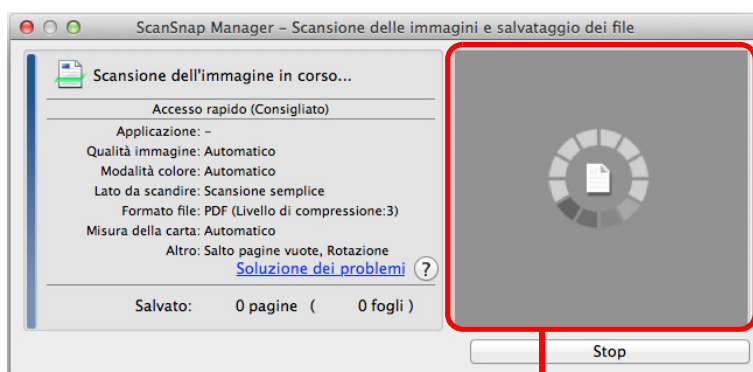 ScanSnap Manager – Scansione delle immagini e salvataggio dei file
Scansione dell'immagine in corso...
Accesso rapido (Consigliato)
Applicazione: –
Qualità immagine: Automatico
Modalità colore: Automatico
Lato da scandire: Scansione semplice
Formato file: PDF (Livello di compressione:3)
Misura della carta: Automatico
Altro: Salto pagine vuote, Rotazione
Soluzione dei problemi ?
Salvato: 0 pagine ( 0 fogli )
Stop